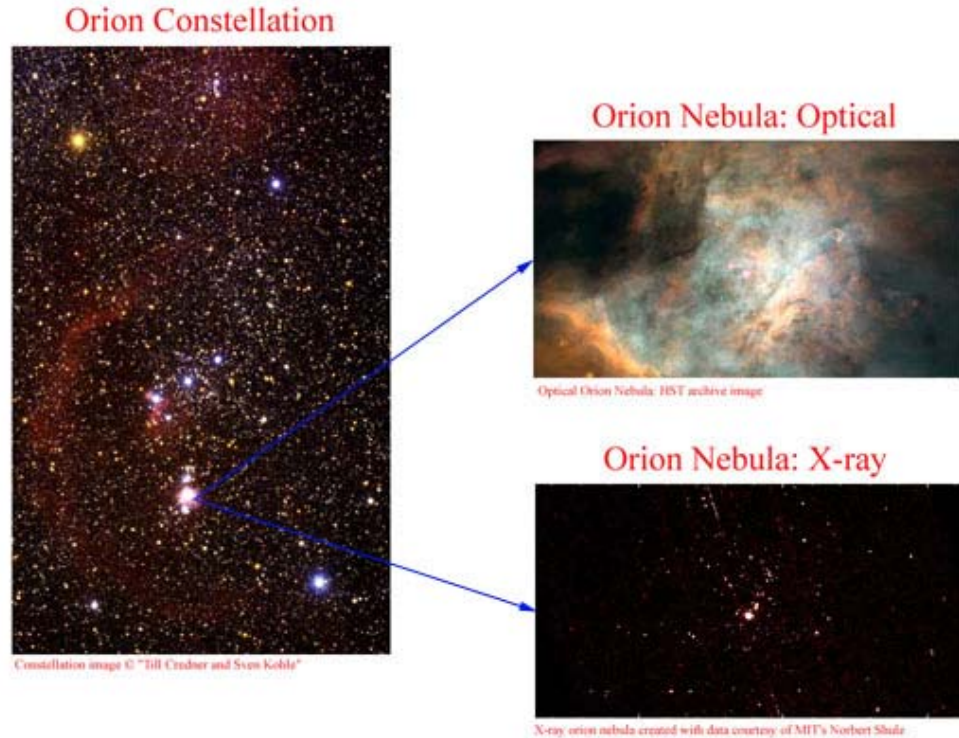 Orion Constellation
Orion Nebula: Optical
Optical Orion Nebula: HST archive image
Orion Nebula: X-ray
Constellation image © "Till Credner and Sven Kohle"
X-ray orion nebula created with data courtesy of MIT's Norbert Shulz